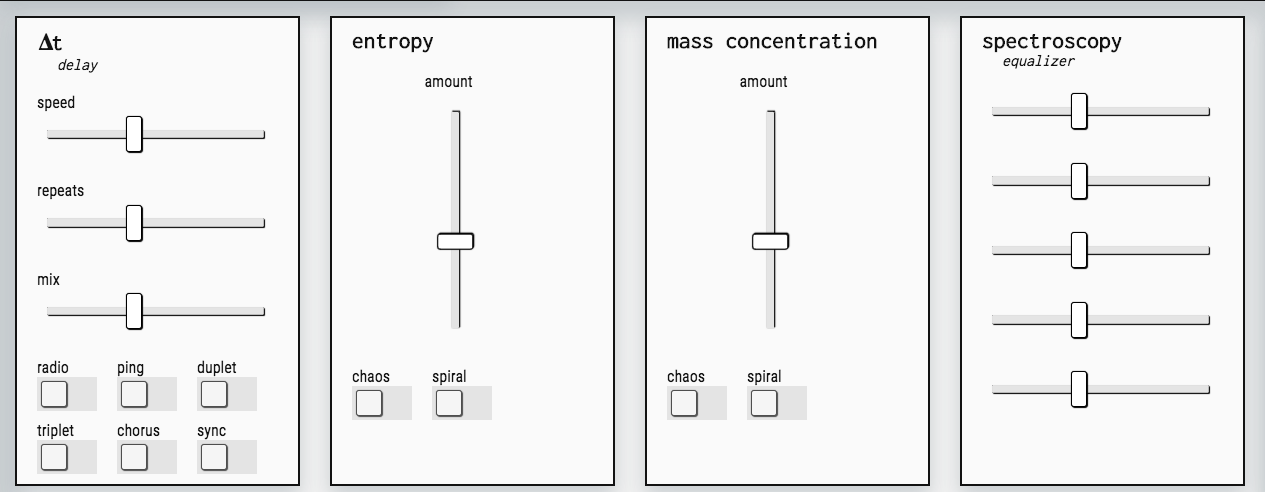 Δt
delay
speed
repeats
mix
radio ping duplet
triplet chorus sync
entropy
amount
chaos spiral
mass concentration
amount
chaos spiral
spectroscopy
equalizer